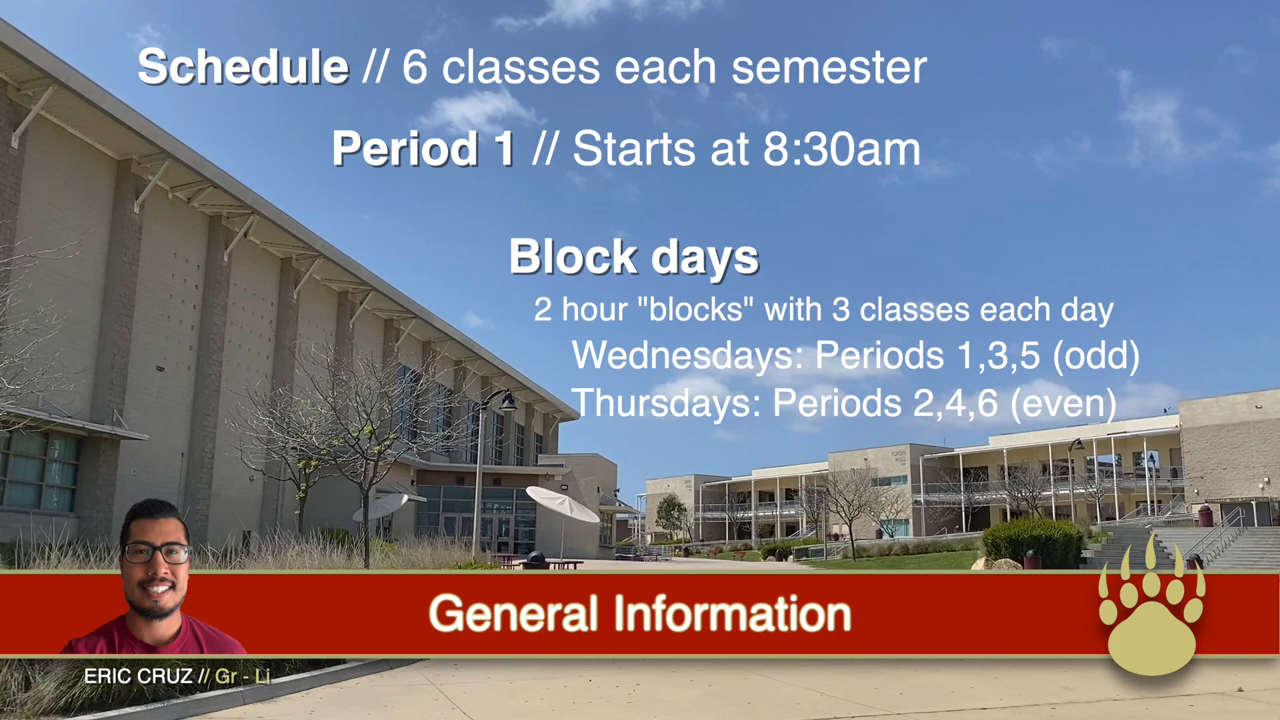 Schedule // 6 classes each semester
Period 1 // Starts at 8:30am
Block days
2 hour "blocks" with 3 classes each day
Wednesdays: Periods 1,3,5 (odd)
Thursdays: Periods 2,4,6 (even)
General Information
ERIC CRUZ // Gr - Li